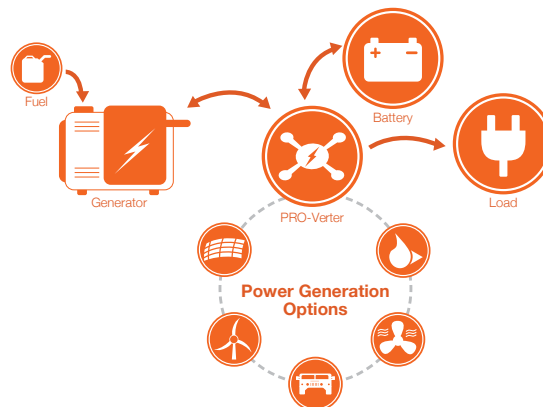 Fuel
Battery
Generator
PRO-Verter
Load
Power Generation
Options